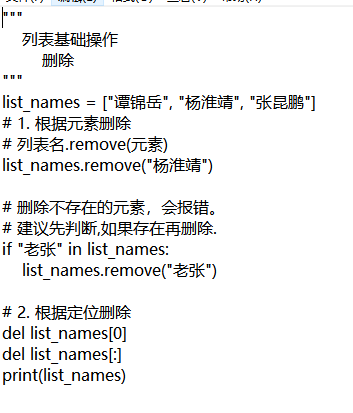 """
列表基础操作
删除
"""
list_names = ["谭锦岳", "杨淮靖", "张昆鹏"]
# 1. 根据元素删除
# 列表名.remove(元素)
list_names.remove("杨淮靖")
# 删除不存在的元素，会报错。
# 建议先判断,如果存在再删除.
if "老张" in list_names:
list_names.remove("老张")
# 2. 根据定位删除
del list_names[0]
del list_names[:]
print(list_names)